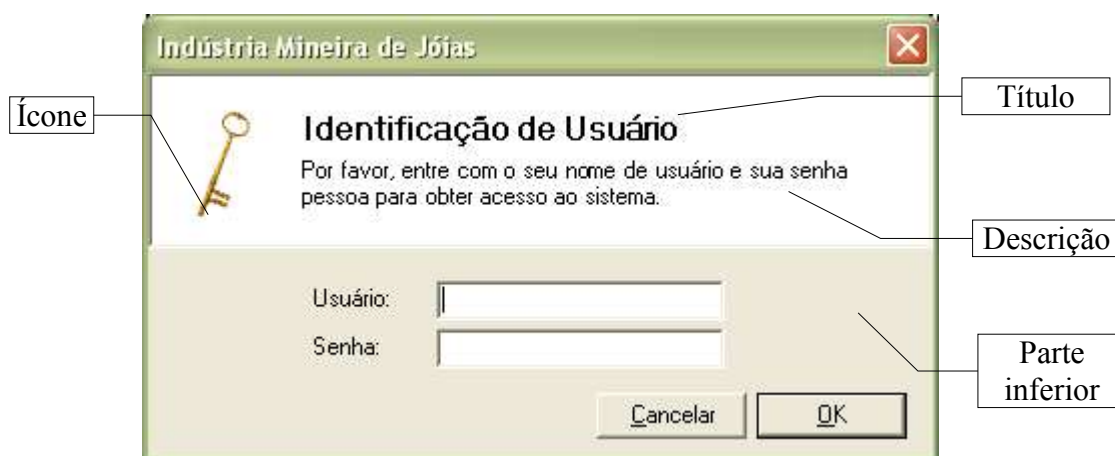 Indústria Mineira de Jóias
Ícone
Título
Identificação de Usuário
Por favor, entre com o seu nome de usuário e sua senha
pessoa para obter acesso ao sistema.
Descrição
Usuário:
Senha:
Parte
inferior
Cancelar
OK